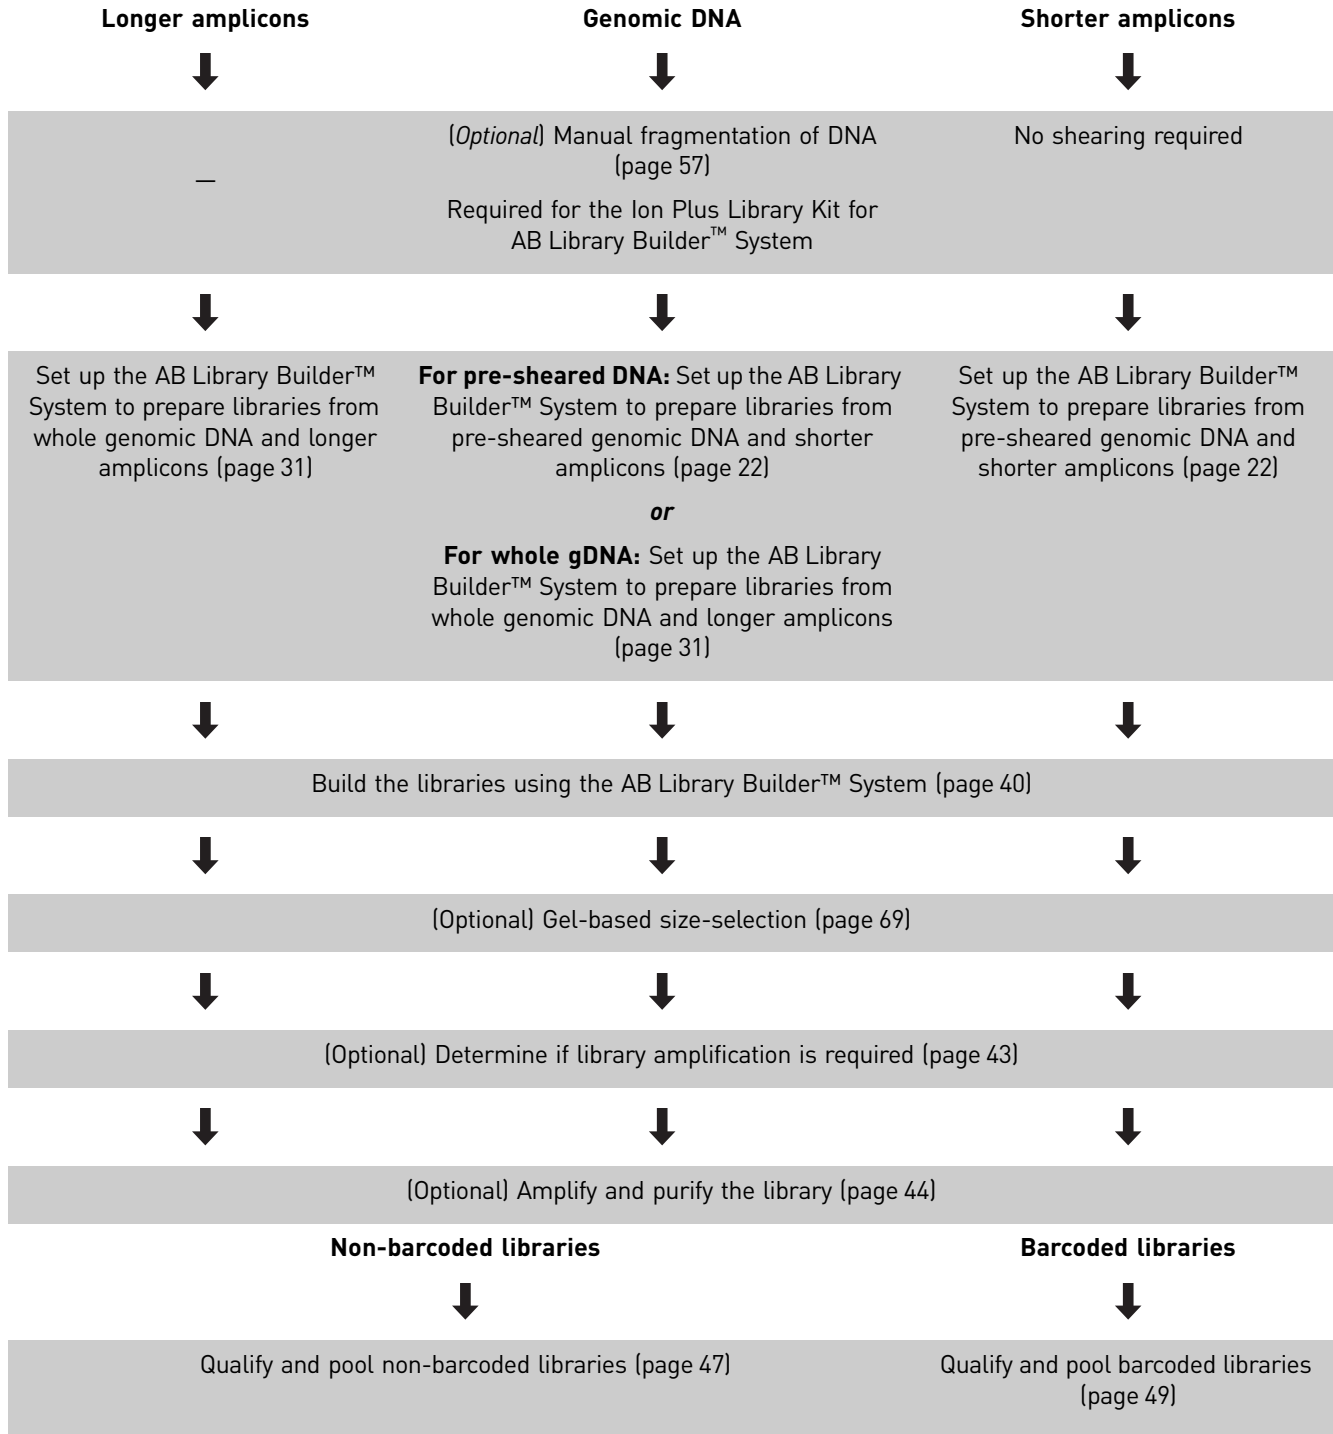 Longer amplicons
Genomic DNA
Shorter amplicons
—
(Optional) Manual fragmentation of DNA
(page 57)
Required for the Ion Plus Library Kit for
AB Library Builder™ System
No shearing required
Set up the AB Library Builder™
System to prepare libraries from
whole genomic DNA and longer
amplicons (page 31)
For pre-sheared DNA: Set up the AB Library
Builder™ System to prepare libraries from
pre-sheared genomic DNA and shorter
amplicons (page 22)
or
For whole gDNA: Set up the AB Library
Builder™ System to prepare libraries from
whole genomic DNA and longer amplicons
(page 31)
Set up the AB Library Builder™
System to prepare libraries from
pre-sheared genomic DNA and
shorter amplicons (page 22)
Build the libraries using the AB Library Builder™ System (page 40)
(Optional) Gel-based size-selection (page 69)
(Optional) Determine if library amplification is required (page 43)
(Optional) Amplify and purify the library (page 44)
Non-barcoded libraries
Barcoded libraries
Qualify and pool non-barcoded libraries (page 47)
Qualify and pool barcoded libraries
(page 49)